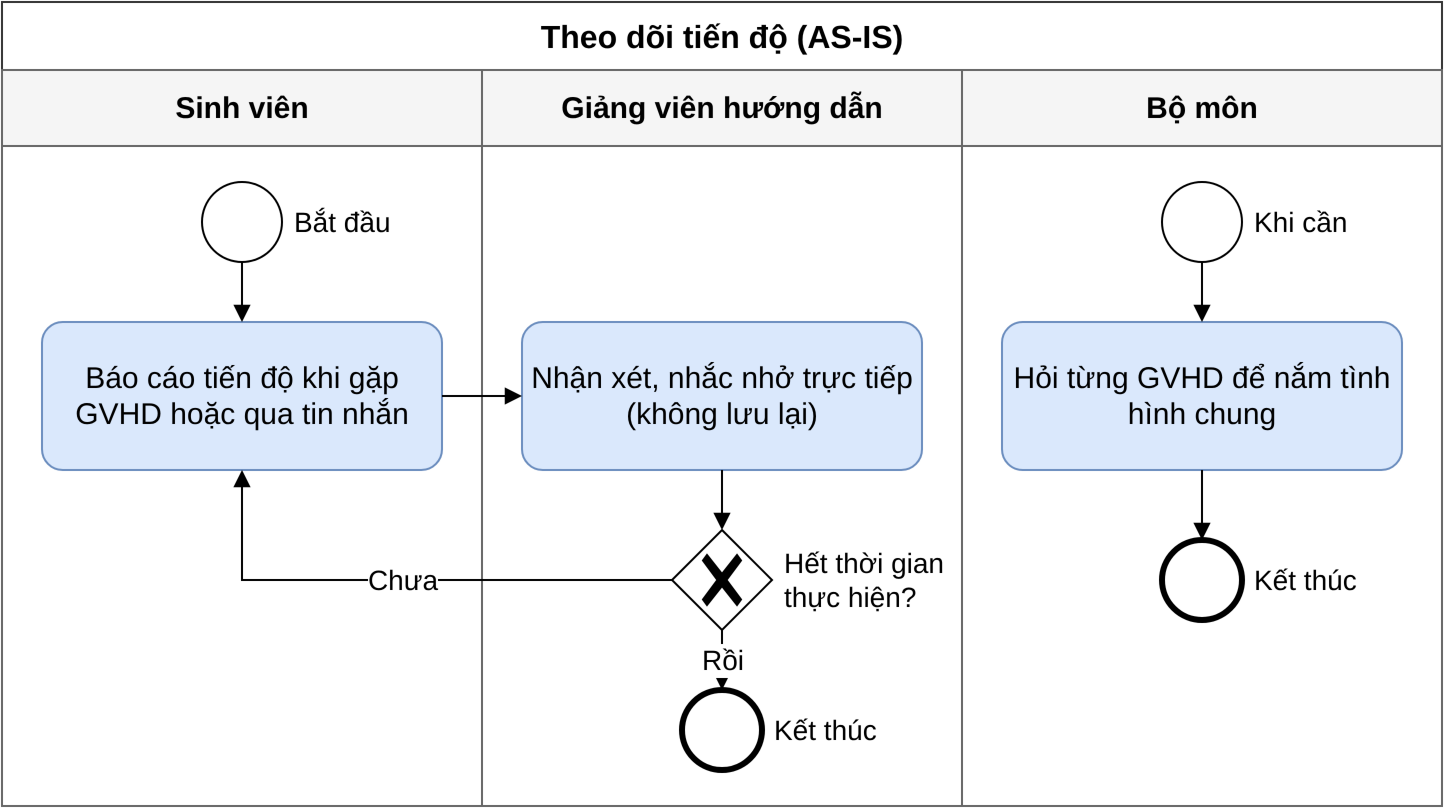 Theo dõi tiến độ (AS-IS)
Sinh viên
Giảng viên hướng dẫn
Bộ môn
Bắt đầu
Khi cần
Báo cáo tiến độ khi gặp
GVHD hoặc qua tin nhắn
Nhận xét, nhắc nhở trực tiếp
(không lưu lại)
Hỏi từng GVHD để nắm tình
hình chung
Hết thời gian
thực hiện?
Chưa
Kết thúc
Rồi
Kết thúc